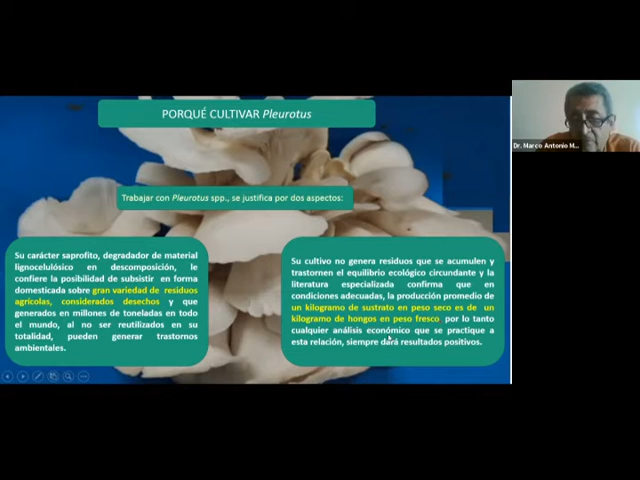 PORQUÉ CULTIVAR Pleurotus
Dr. Marco Antonio M...
Trabajar con Pleurotus spp., se justifica por dos aspectos:
Su carácter saprofito, degradador de material
lignocelulósico en descomposición, le
confiere la posibilidad de subsistir en forma
domesticada sobre gran variedad de residuos
agrícolas, considerados desechos y que
generados en millones de toneladas en todo
el mundo, al no ser reutilizados en su
totalidad, pueden generar trastornos
ambientales.
Su cultivo no genera residuos que se acumulen y
trastornen el equilibrio ecológico circundante y la
literatura especializada confirma que en
condiciones adecuadas, la producción promedio de
un kilogramo de sustrato en peso seco es de un
kilogramo de hongos en peso fresco por lo tanto
cualquier análisis económico que se practique a
esta relación, siempre dará resultados positivos.